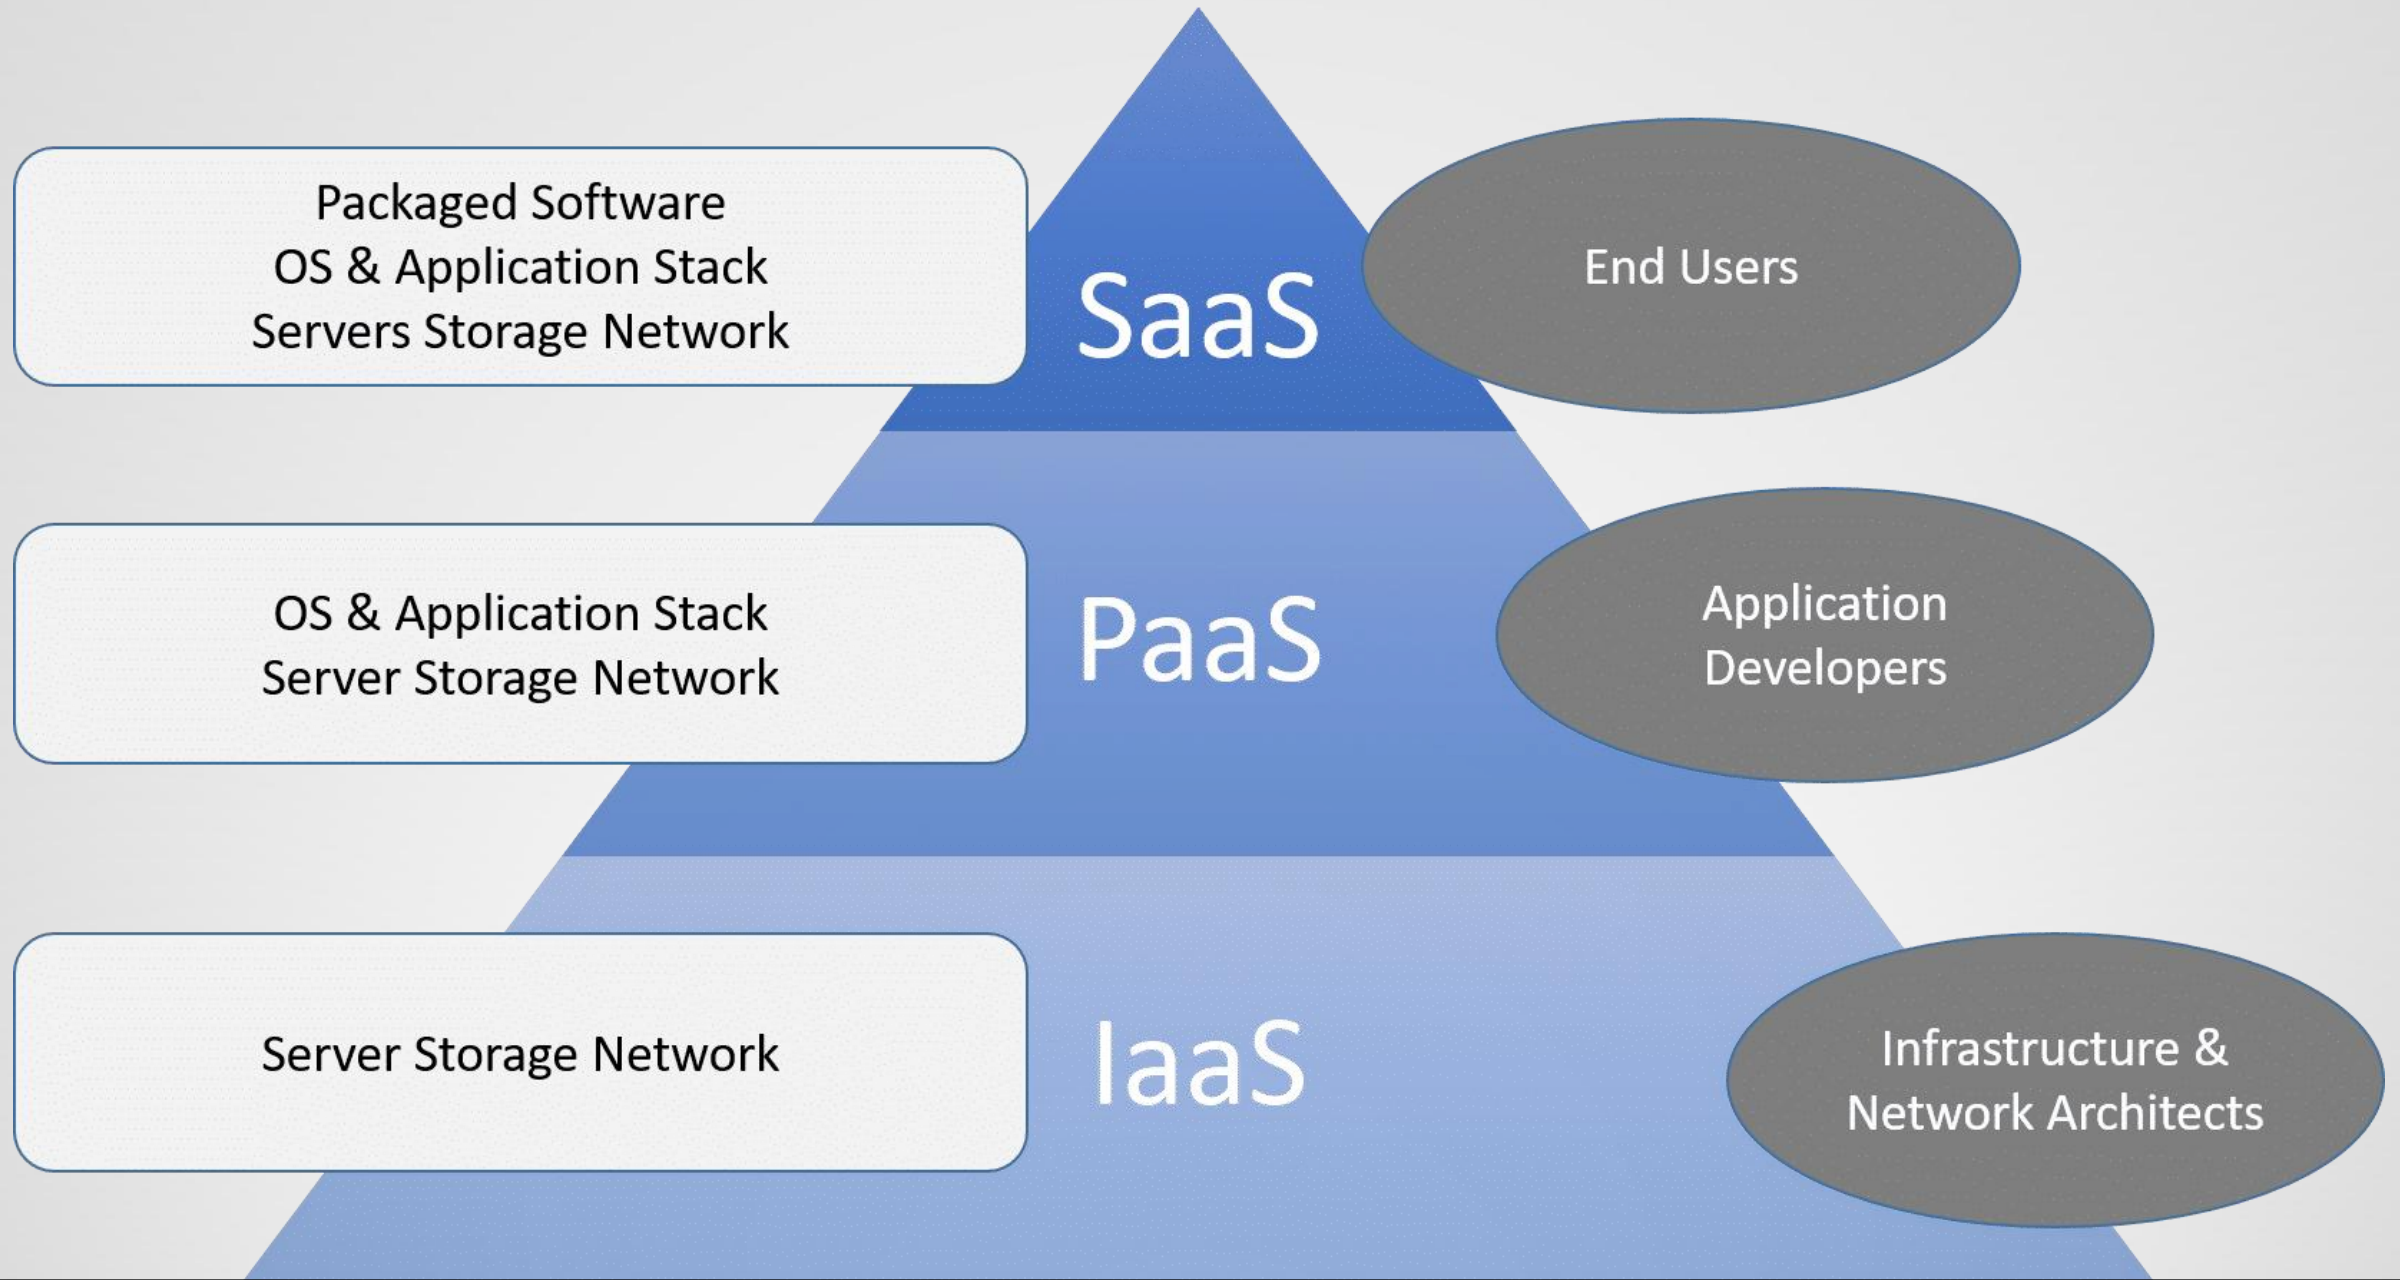 Packaged Software
OS & Application Stack
Servers Storage Network
SaaS
End Users
OS & Application Stack
Server Storage Network
PaaS
Application
Developers
Server Storage Network
IaaS
Infrastructure &
Network Architects